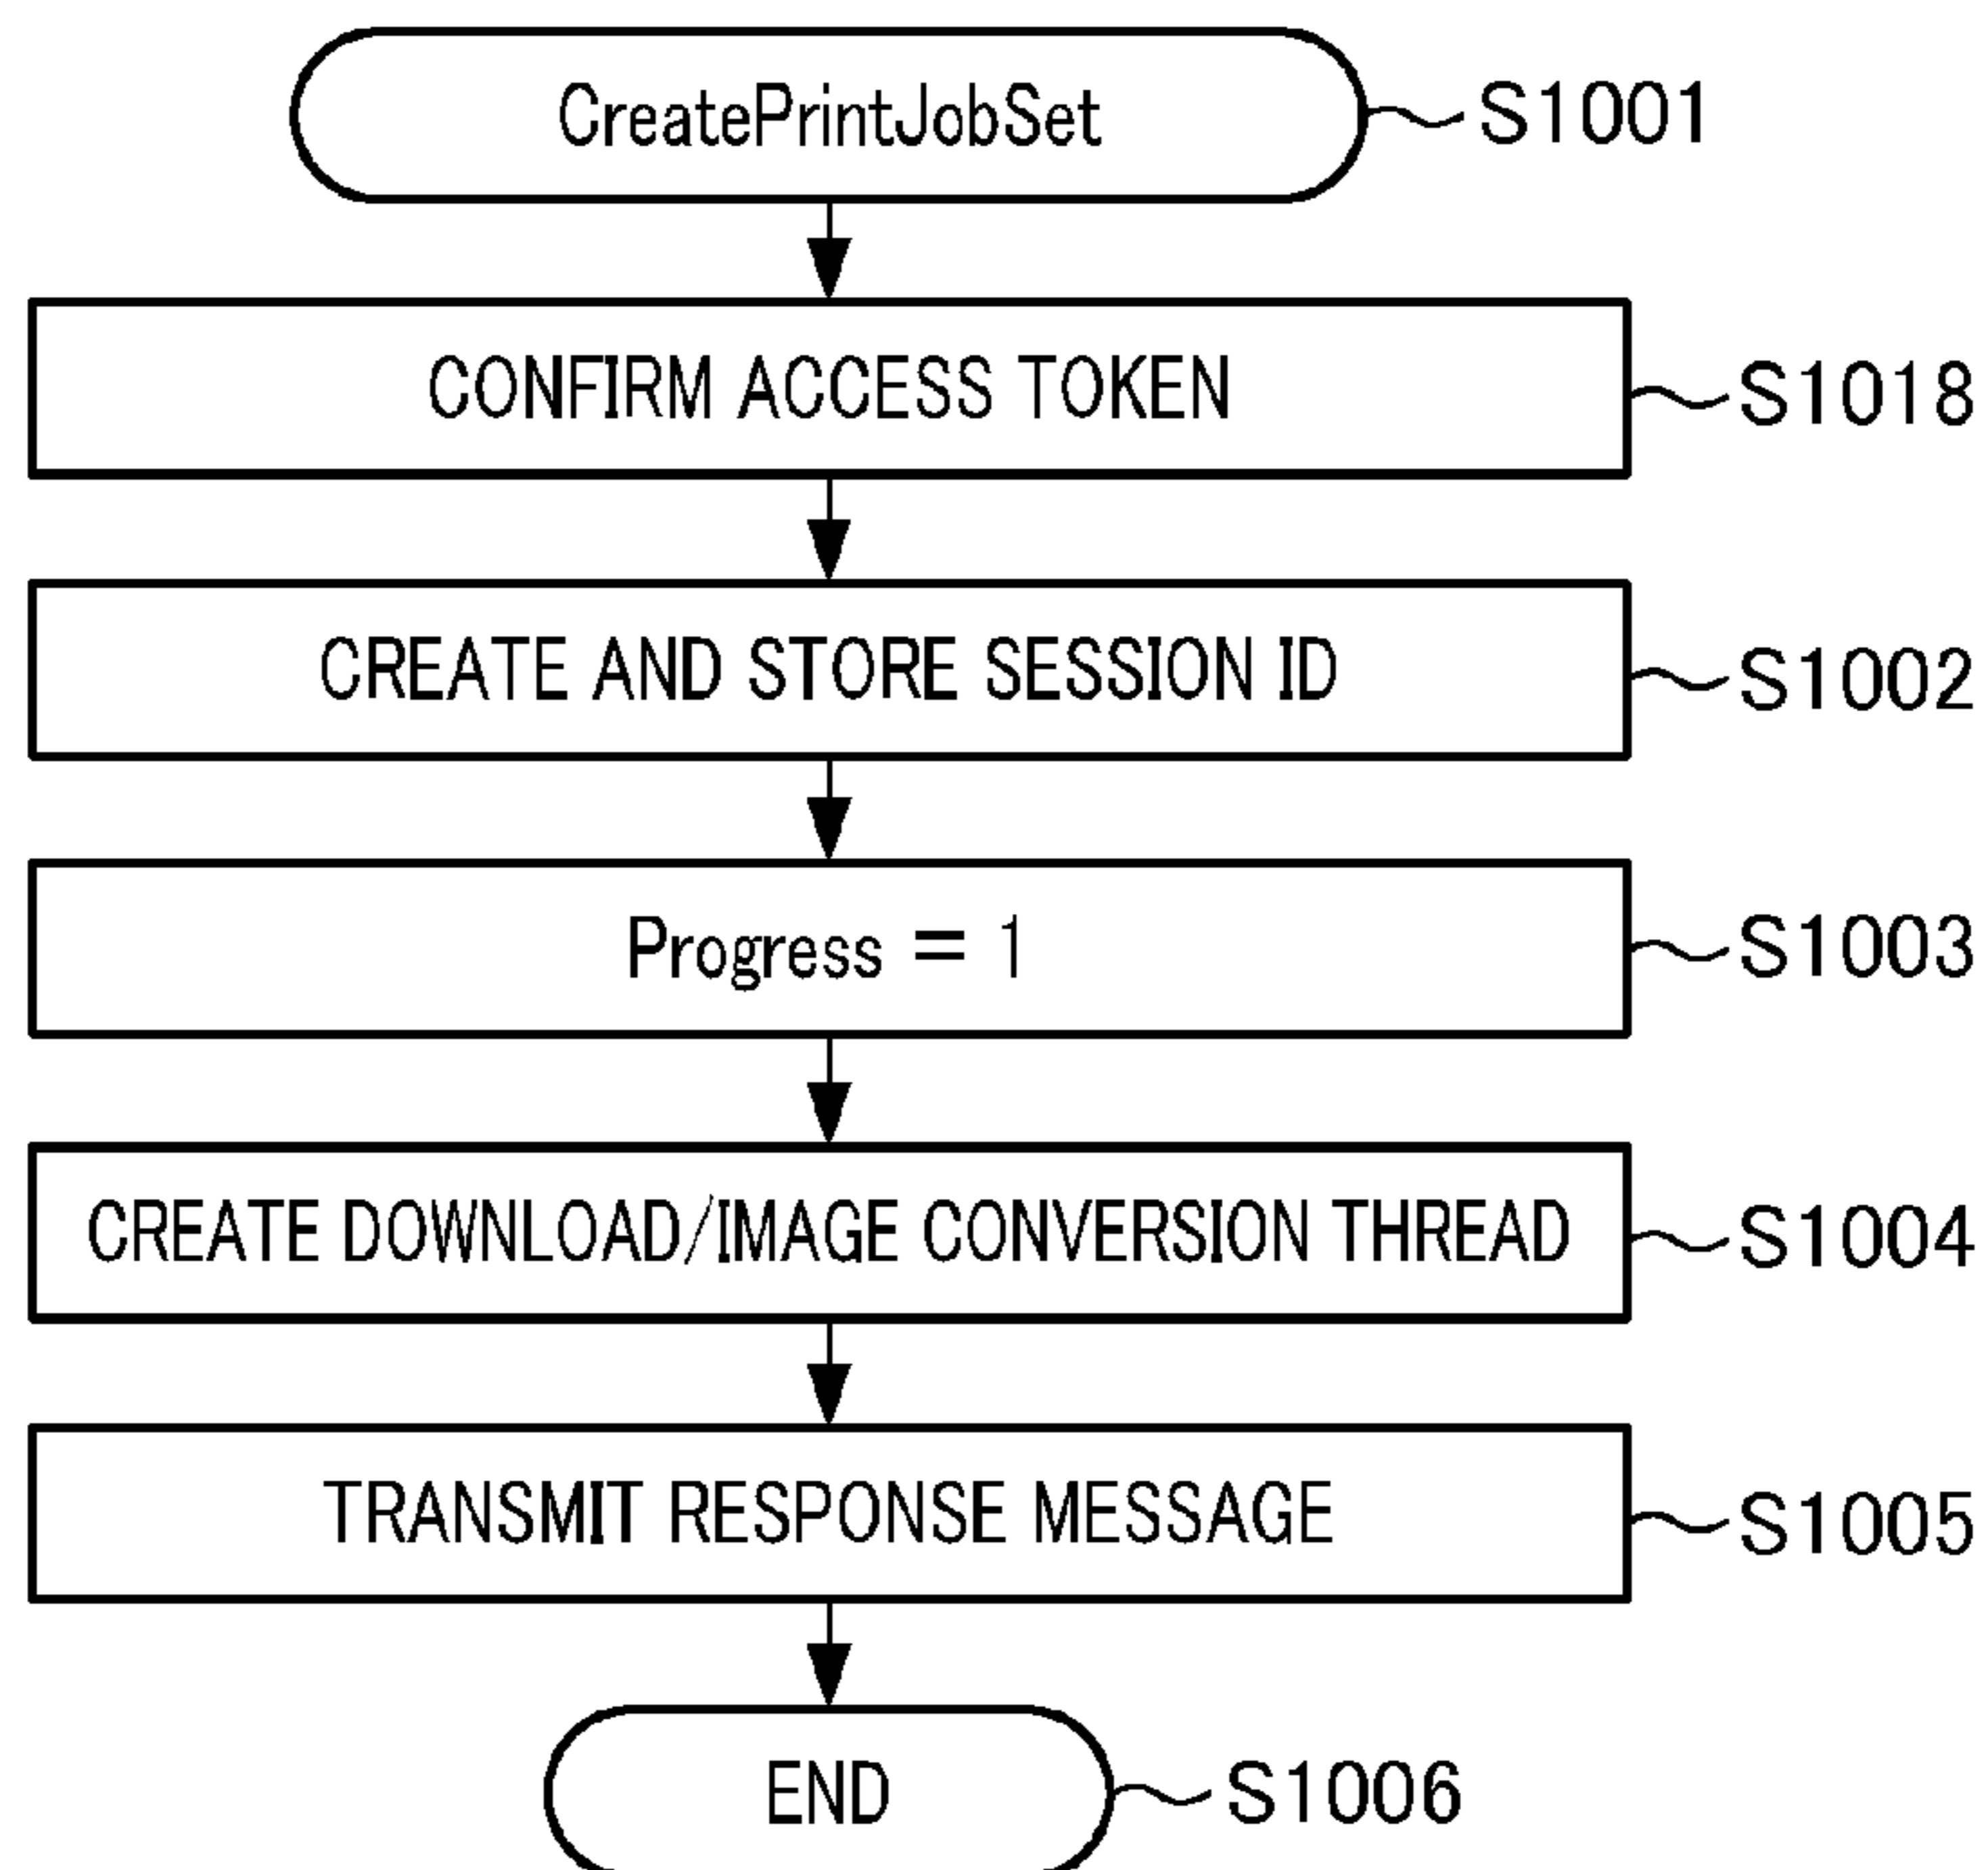 CreatePrintJobSet S1001
CONFIRM ACCESS TOKEN S1018
CREATE AND STORE SESSION ID S1002
Progress = 1 S1003
CREATE DOWNLOAD/IMAGE CONVERSION THREAD S1004
TRANSMIT RESPONSE MESSAGE S1005
END S1006